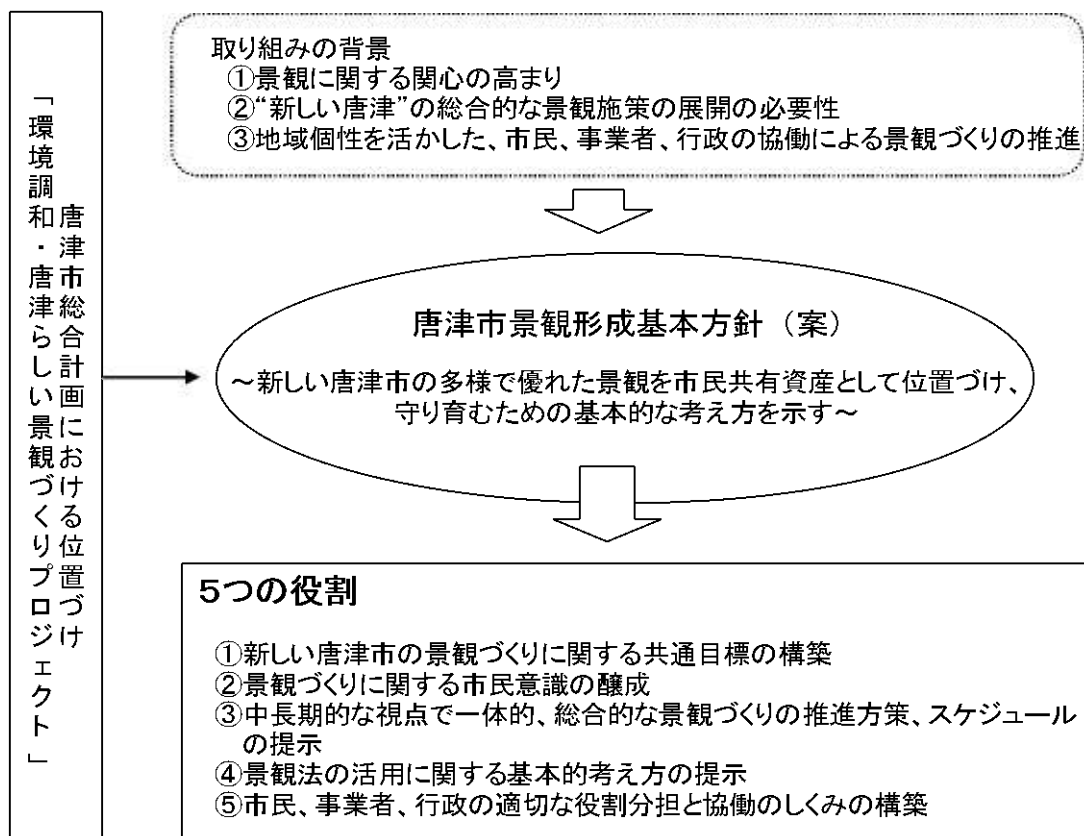 唐津市総合計画における位置づけ
「環境調和・唐津らしい景観づくりプロジェクト」
取り組みの背景
①景観に関する関心の高まり
②“新しい唐津”の総合的な景観施策の展開の必要性
③地域個性を活かした、市民、事業者、行政の協働による景観づくりの推進
唐津市景観形成基本方針（案）
～新しい唐津市の多様で優れた景観を市民共有資産として位置づけ、
守り育むための基本的な考え方を示す～
５つの役割
①新しい唐津市の景観づくりに関する共通目標の構築
②景観づくりに関する市民意識の醸成
③中長期的な視点で一体的、総合的な景観づくりの推進方策、スケジュール
の提示
④景観法の活用に関する基本的考え方の提示
⑤市民、事業者、行政の適切な役割分担と協働のしくみの構築